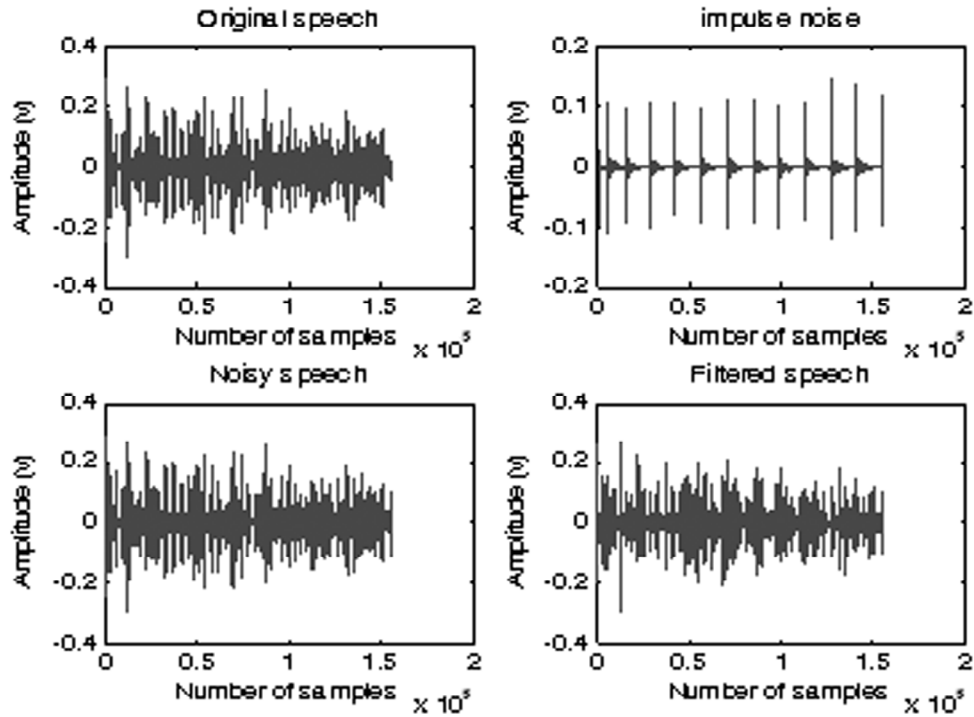 Original speech
Amplitude (v)
0.4
0.2
0
-0.2
-0.4
0
0.5
1
1.5
2
Number of samples
x 10⁵
impulse noise
Amplitude (v)
0.2
0.1
0
-0.1
-0.2
0
0.5
1
1.5
2
Number of samples
x 10⁵
Noisy speech
Amplitude (v)
0.4
0.2
0
-0.2
-0.4
0
0.5
1
1.5
2
Number of samples
x 10⁵
Filtered speech
Amplitude (v)
0.4
0.2
0
-0.2
-0.4
0
0.5
1
1.5
2
Number of samples
x 10⁵